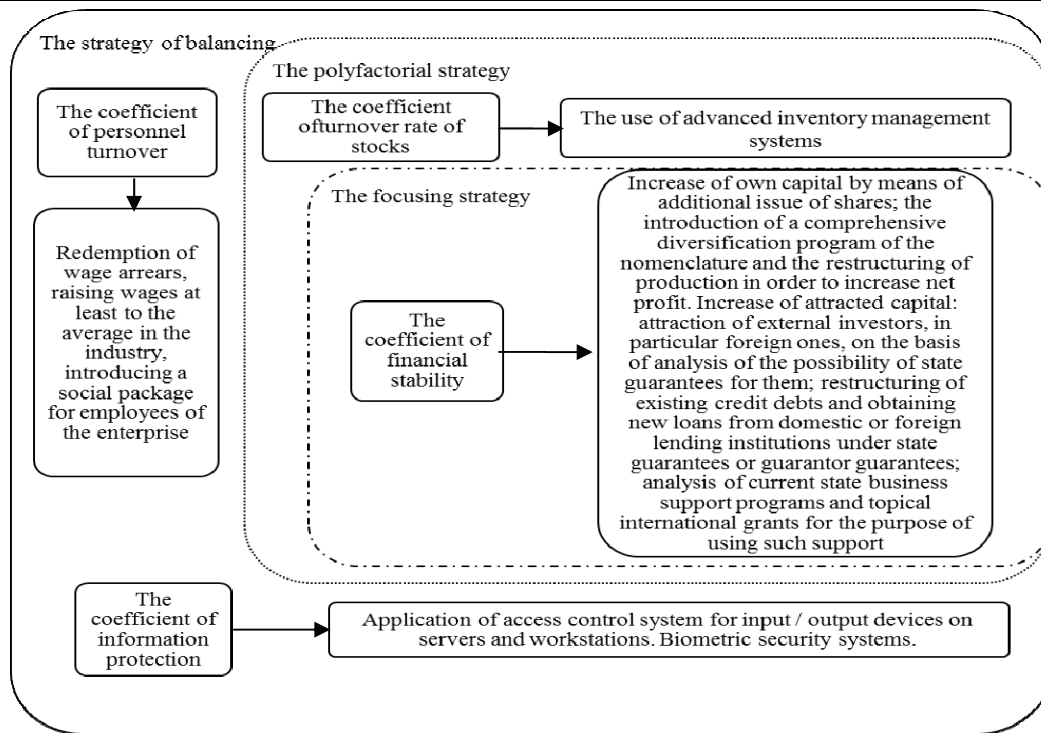 The strategy of balancing
The polyfactorial strategy
The coefficient
of personnel
turnover
The coefficient
ofturnover rate of
stocks
The use of advanced inventory management
systems
The focusing strategy
Redemption of
wage arrears,
raising wages at
least to the
average in the
industry,
introducing a
social package
for employees of
the enterprise
The
coefficient of
financial
stability
Increase of own capital by means of
additional issue of shares; the
introduction of a comprehensive
diversification program of the
nomenclature and the restructuring of
production in order to increase net
profit. Increase of attracted capital:
attraction of external investors, in
particular foreign ones, on the basis
of analysis of the possibility of state
guarantees for them; restructuring of
existing credit debts and obtaining
new loans from domestic or foreign
lending institutions under state
guarantees or guarantor guarantees;
analysis of current state business
support programs and topical
international grants for the purpose of
using such support
The
coefficient of
information
protection
Application of access control system for input / output devices on
servers and workstations. Biometric security systems.